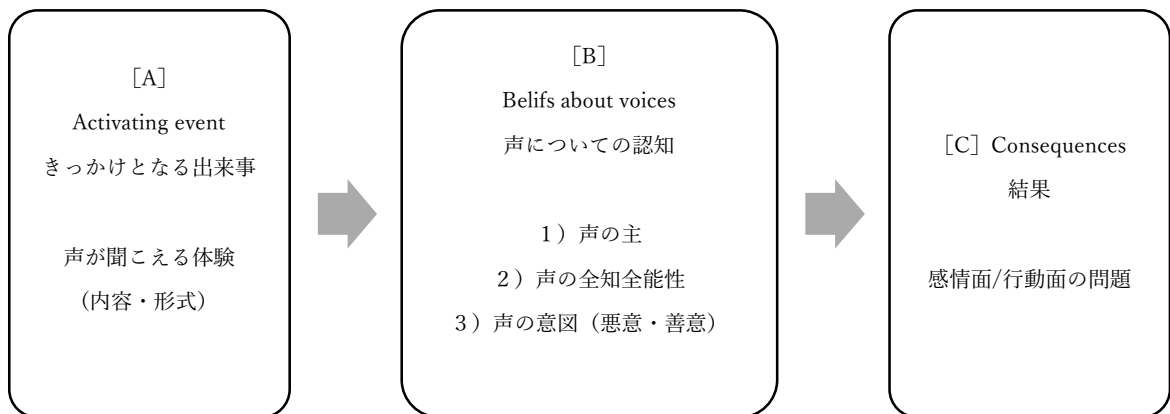 ［A］
Activating event
きっかけとなる出来事
声が聞こえる体験
（内容・形式）
［B］
Belifs about voices
声についての認知
１）声の主
２）声の全知全能性
３）声の意図（悪意・善意）
［C］Consequences
結果
感情面/行動面の問題